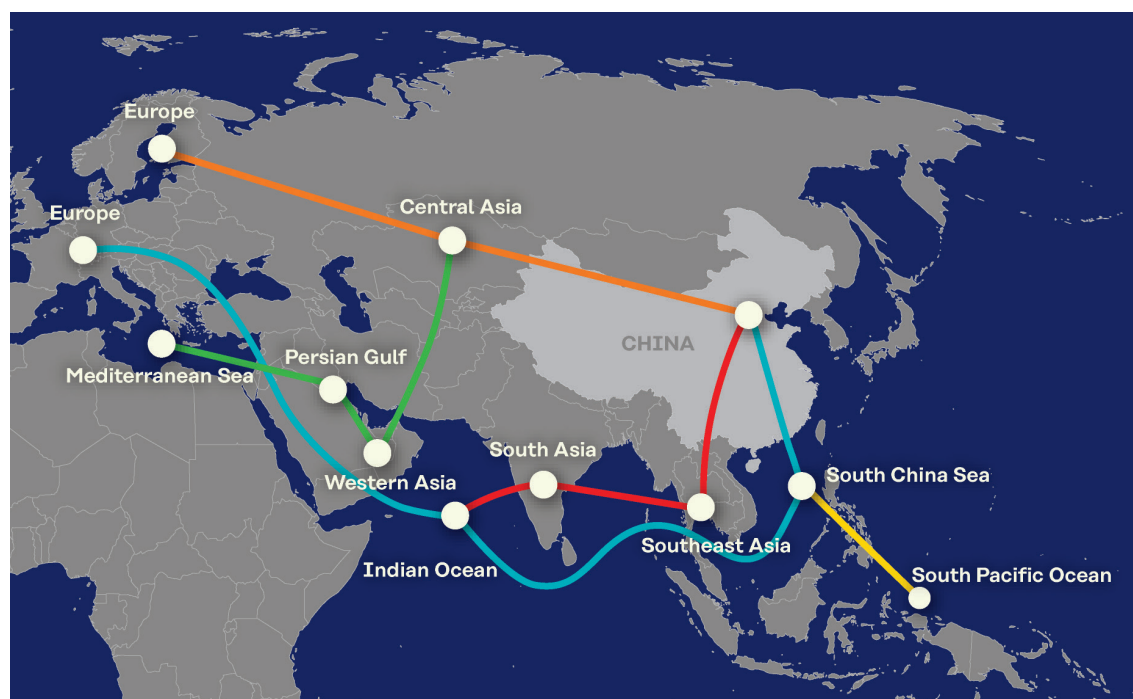 Europe
Europe
Central Asia
CHINA
Persian Gulf
Mediterranean Sea
South Asia
Western Asia
South China Sea
Southeast Asia
Indian Ocean
South Pacific Ocean